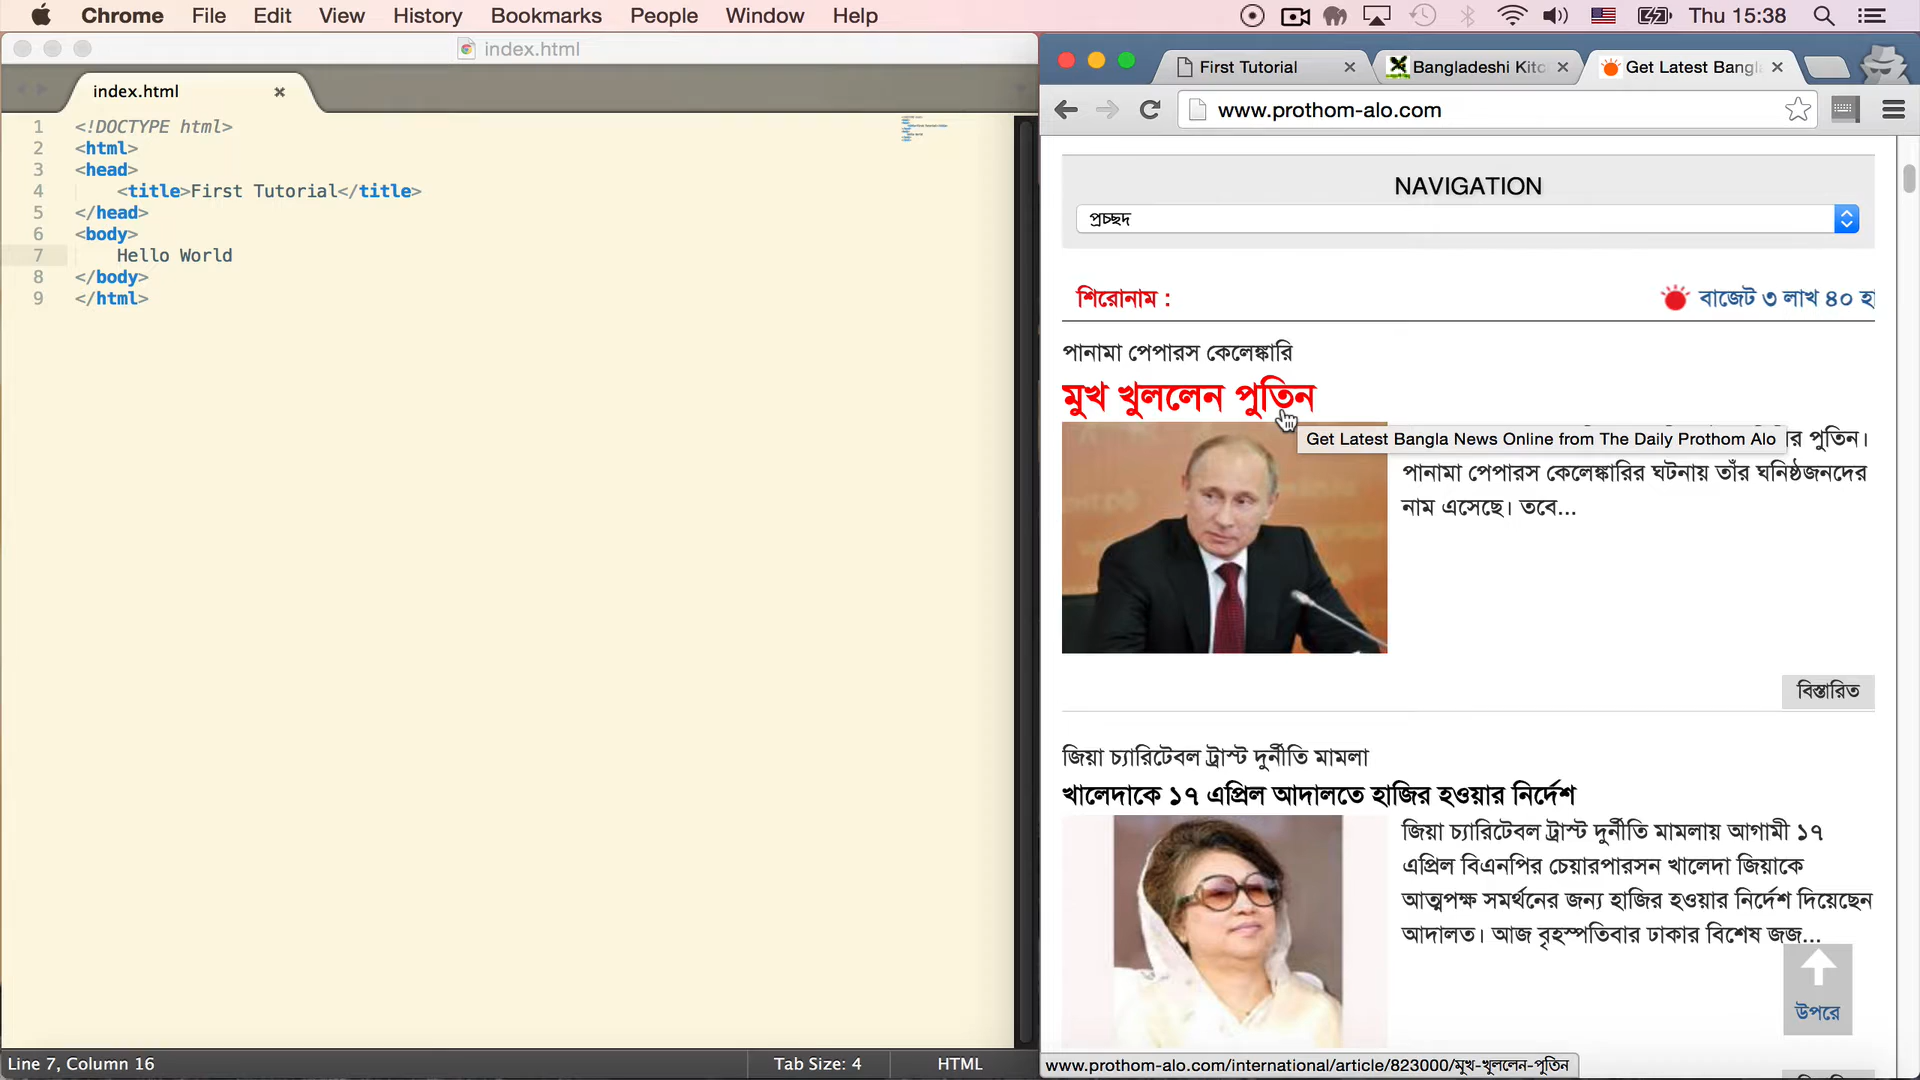 Chrome File Edit View History Bookmarks People Window Help Thu 15:38
index.html
index.html
1 <!DOCTYPE html>
2 <html>
3 <head>
4 <title>First Tutorial</title>
5 </head>
6 <body>
7 Hello World
8 </body>
9 </html>
Line 7, Column 16 Tab Size: 4 HTML
First Tutorial Bangladeshi Kitc Get Latest Bangl
www.prothom-alo.com
NAVIGATION
প্রচ্ছদ
শিরোনাম : বাজেট ৩ লাখ ৪০ হা
পানামা পেপারস কেলেঙ্কারি
মুখ খুললেন পুতিন
Get Latest Bangla News Online from The Daily Prothom Alo
র পুতিন।
পানামা পেপারস কেলেঙ্কারির ঘটনায় তাঁর ঘনিষ্ঠজনদের
নাম এসেছে। তবে...
বিস্তারিত
জিয়া চ্যারিটেবল ট্রাস্ট দুর্নীতি মামলা
খালেদাকে ১৭ এপ্রিল আদালতে হাজির হওয়ার নির্দেশ
জিয়া চ্যারিটেবল ট্রাস্ট দুর্নীতি মামলায় আগামী ১৭
এপ্রিল বিএনপির চেয়ারপারসন খালেদা জিয়াকে
আত্মপক্ষ সমর্থনের জন্য হাজির হওয়ার নির্দেশ দিয়েছেন
আদালত। আজ বৃহস্পতিবার ঢাকার বিশেষ জজ...
উপরে
www.prothom-alo.com/international/article/823000/মুখ-খুললেন-পুতিন